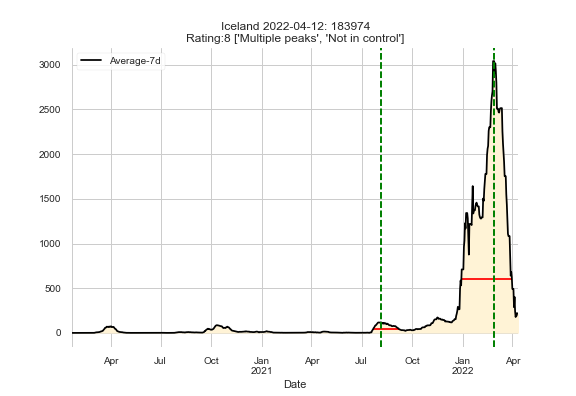 Iceland 2022-04-12: 183974
Rating:8 ['Multiple peaks', 'Not in control']
Average-7d
3000
2500
2000
1500
1000
500
0
Apr Jul Oct Jan Apr Jul Oct Jan Apr
2021 2022
Date